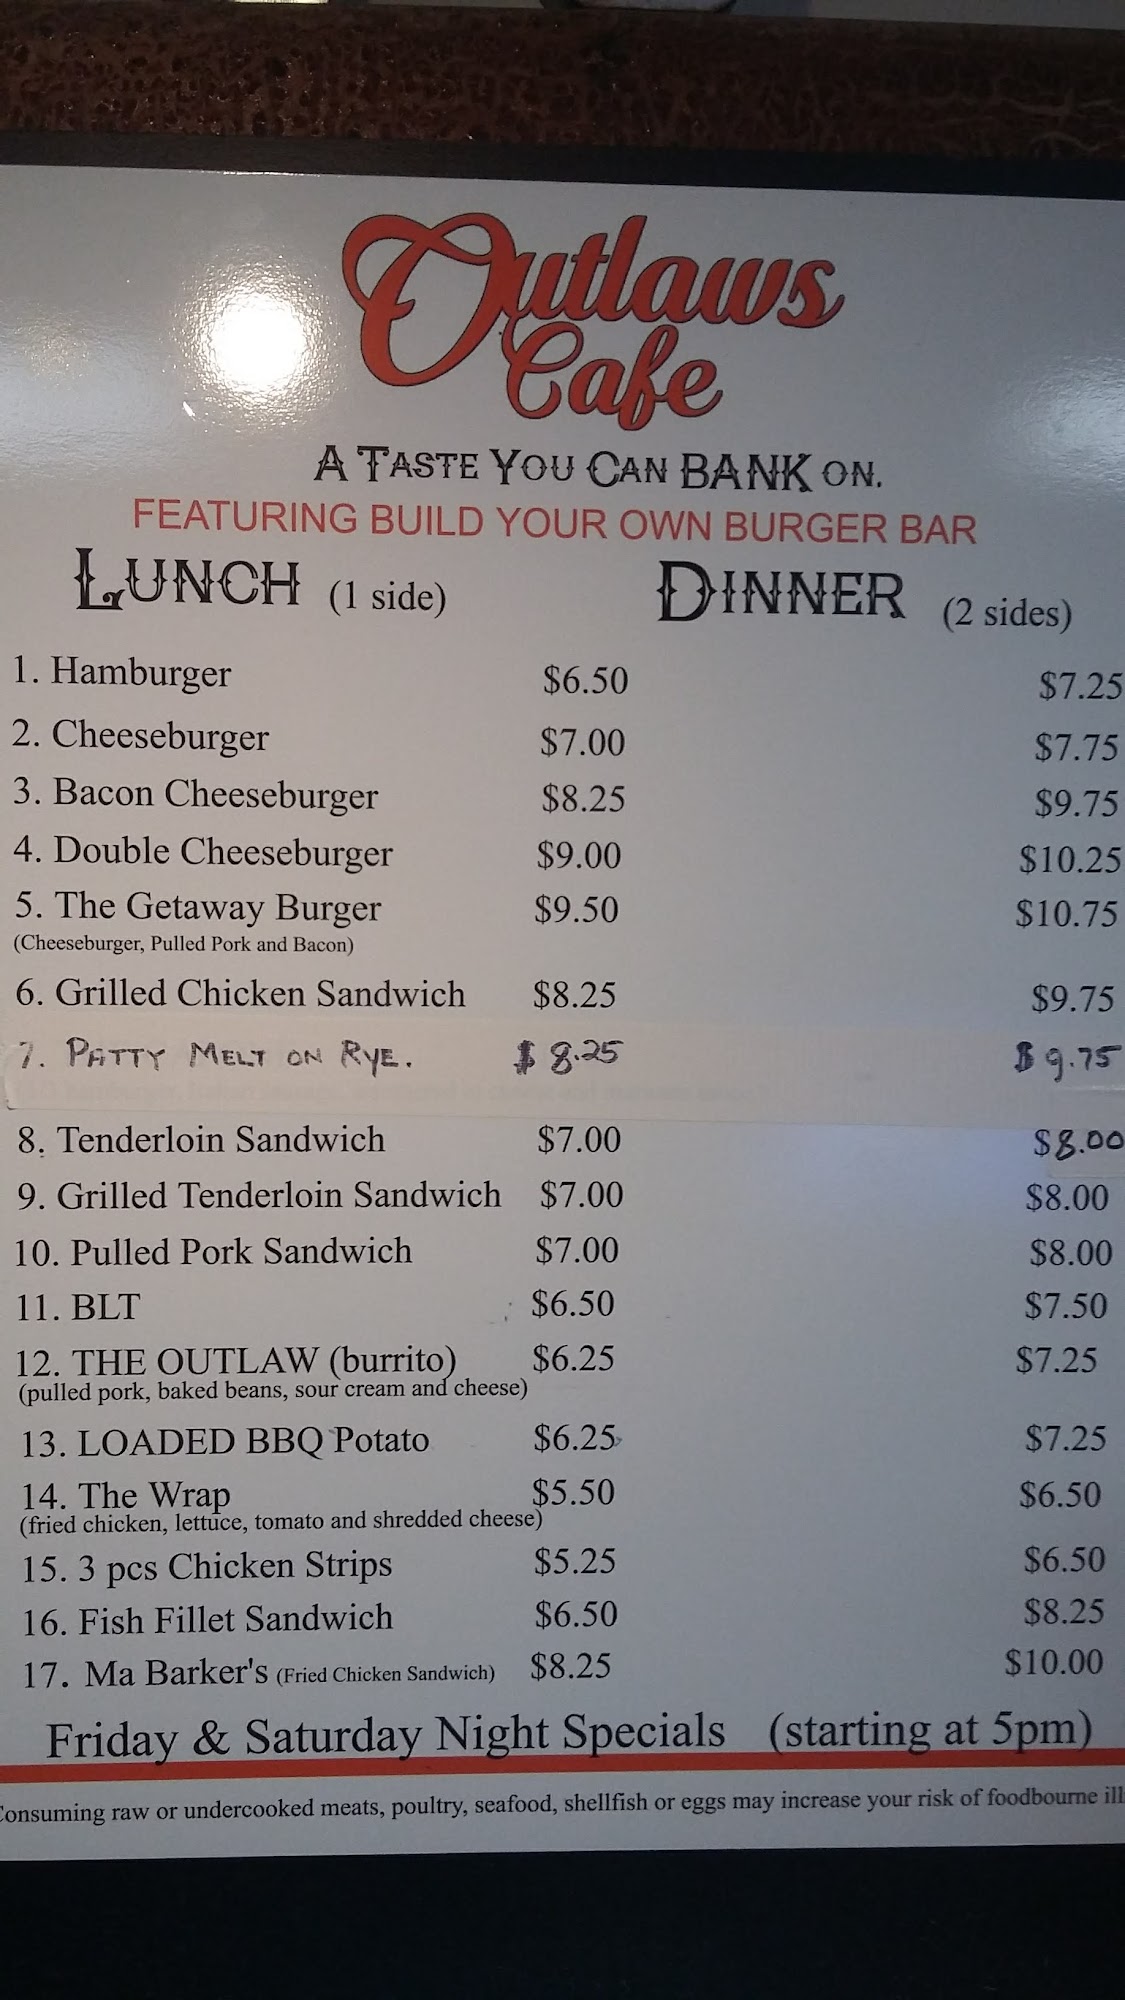 Outlaws
Cafe
A TASTE YOU CAN BANK ON.
FEATURING BUILD YOUR OWN BURGER BAR
LUNCH (1 side) DINNER (2 sides)
1. Hamburger $6.50 $7.25
2. Cheeseburger $7.00 $7.75
3. Bacon Cheeseburger $8.25 $9.75
4. Double Cheeseburger $9.00 $10.25
5. The Getaway Burger $9.50 $10.75
(Cheeseburger, Pulled Pork and Bacon)
6. Grilled Chicken Sandwich $8.25 $9.75
7. PATTY MELT ON RYE. $8.25 $9.75
8. Tenderloin Sandwich $7.00 $8.00
9. Grilled Tenderloin Sandwich $7.00 $8.00
10. Pulled Pork Sandwich $7.00 $8.00
11. BLT $6.50 $7.50
12. THE OUTLAW (burrito) $6.25 $7.25
(pulled pork, baked beans, sour cream and cheese)
13. LOADED BBQ Potato $6.25 $7.25
14. The Wrap $5.50 $6.50
(fried chicken, lettuce, tomato and shredded cheese)
15. 3 pcs Chicken Strips $5.25 $6.50
16. Fish Fillet Sandwich $6.50 $8.25
17. Ma Barker's (Fried Chicken Sandwich) $8.25 $10.00
Friday & Saturday Night Specials (starting at 5pm)
Consuming raw or undercooked meats, poultry, seafood, shellfish or eggs may increase your risk of foodbourne ill